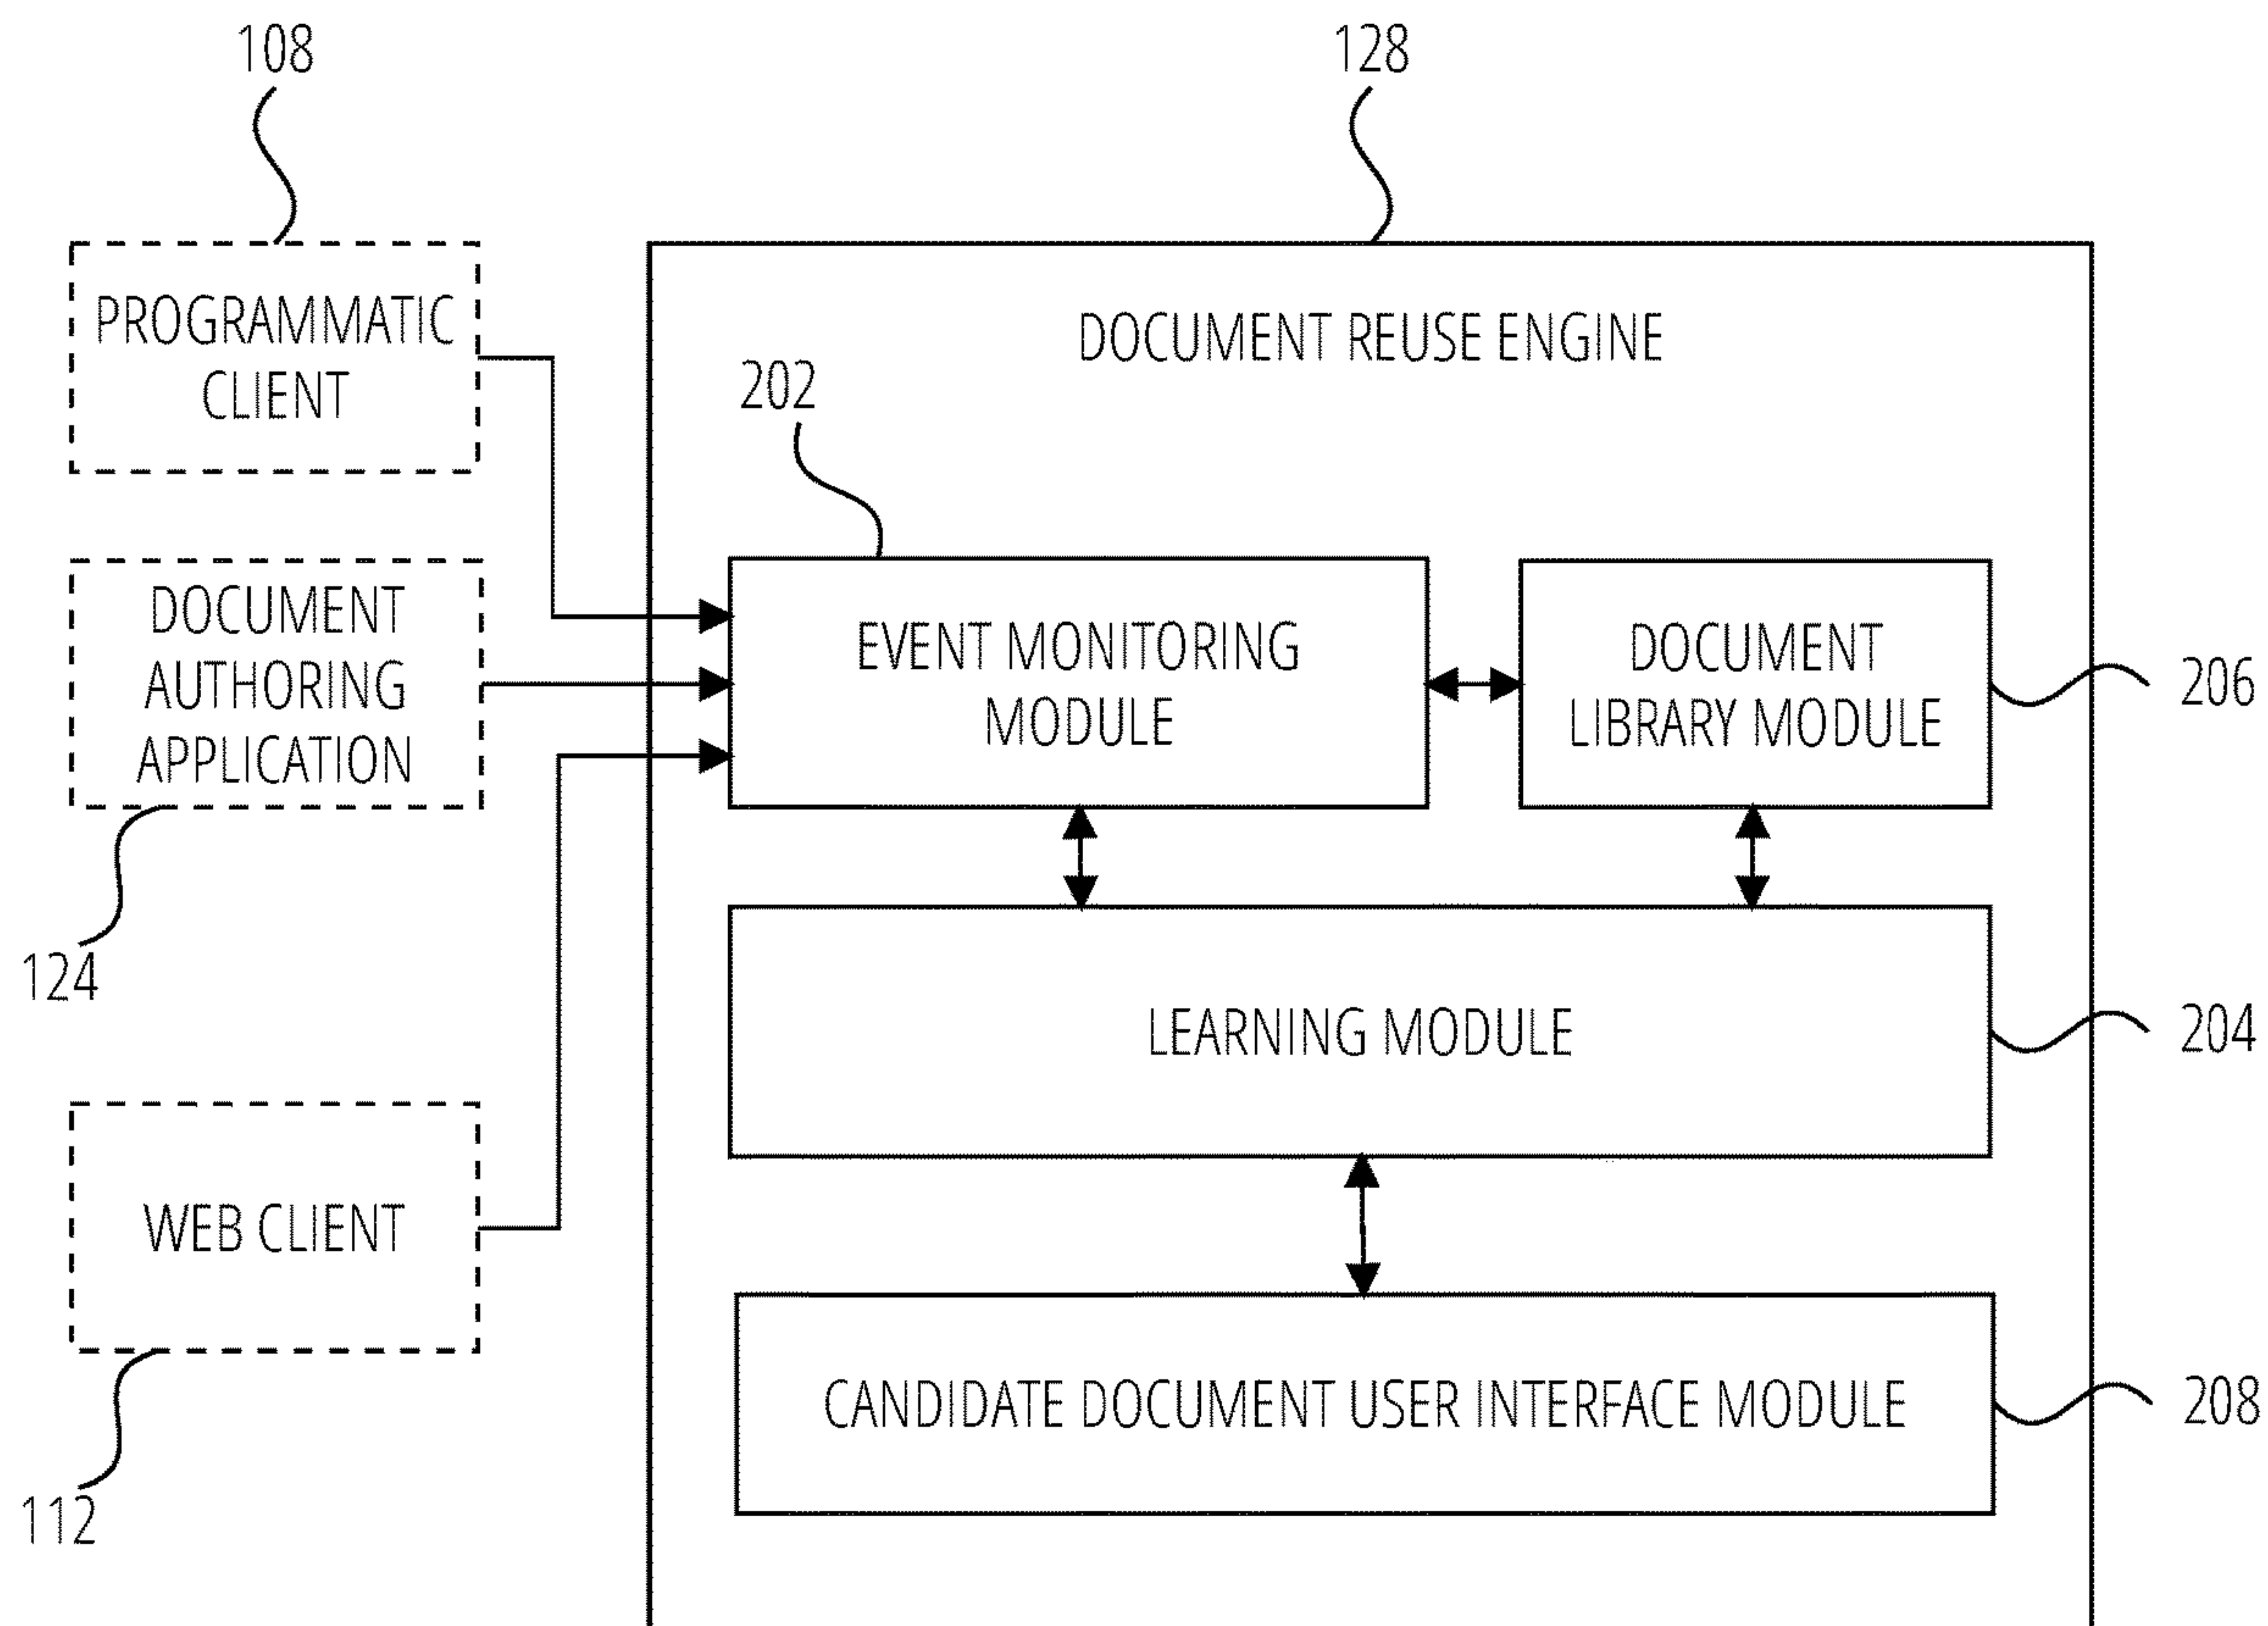 108
128
PROGRAMMATIC
CLIENT
DOCUMENT REUSE ENGINE
202
DOCUMENT
AUTHORING
APPLICATION
EVENT MONITORING
MODULE
DOCUMENT
LIBRARY MODULE
206
124
LEARNING MODULE
204
WEB CLIENT
CANDIDATE DOCUMENT USER INTERFACE MODULE
208
112